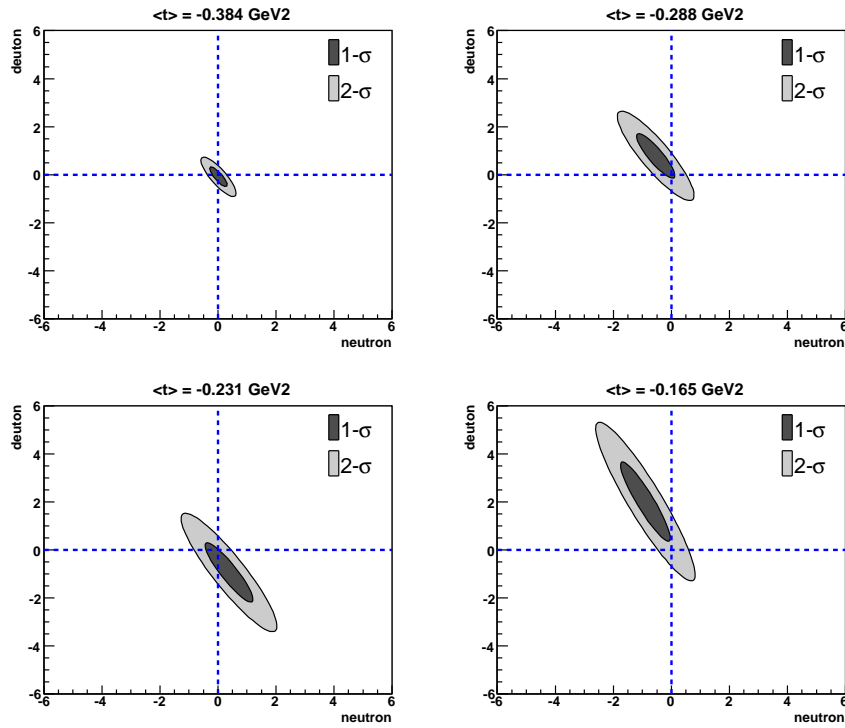 <t> = -0.384 GeV2
deuton
6
4
2
0
-2
-4
-6
-6 -4 -2 0 2 4 6
neutron
1-σ
2-σ
<t> = -0.288 GeV2
deuton
6
4
2
0
-2
-4
-6
-6 -4 -2 0 2 4 6
neutron
1-σ
2-σ
<t> = -0.231 GeV2
deuton
6
4
2
0
-2
-4
-6
-6 -4 -2 0 2 4 6
neutron
1-σ
2-σ
<t> = -0.165 GeV2
deuton
6
4
2
0
-2
-4
-6
-6 -4 -2 0 2 4 6
neutron
1-σ
2-σ